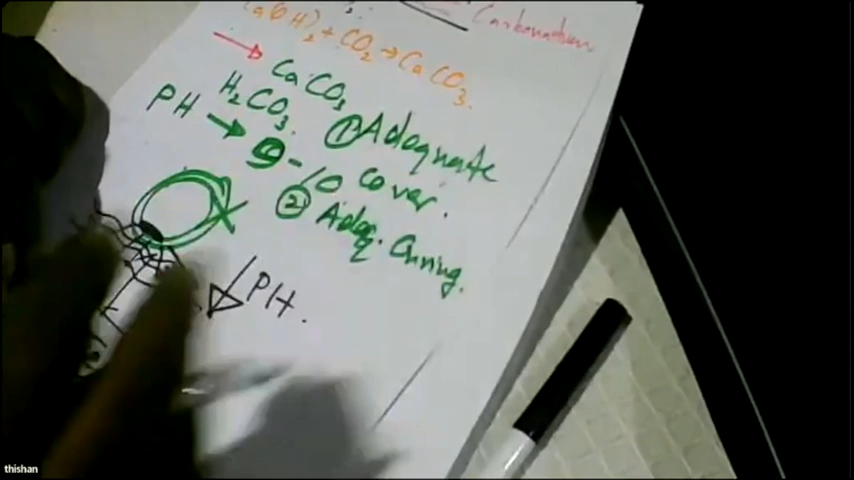 Carbonation
Ca(OH)2 + CO2 → CaCO3.
→ CaCO3
H2CO3.
PH → 9 - 10
① Adequate
Cover.
② Adeq. Curing.
↓ PH.
thishan